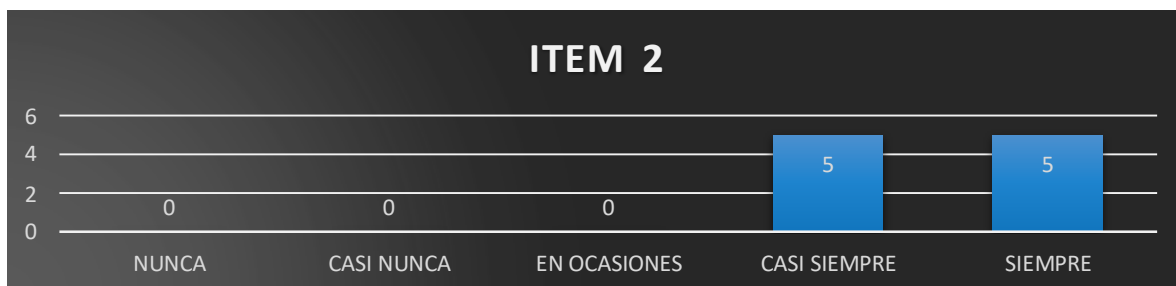 ITEM 2
6
4
2
0
0 0 0 5 5
NUNCA CASI NUNCA EN OCASIONES CASI SIEMPRE SIEMPRE